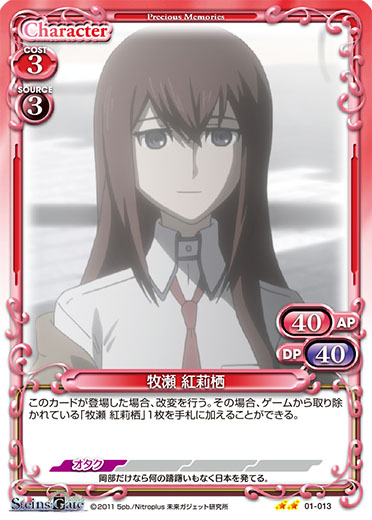 Precious Memories
Character
COST
3
SOURCE
3
40 AP
DP 40
牧瀬 紅莉栖
このカードが登場した場合、改変を行う。その場合、ゲームから取り除
かれている「牧瀬 紅莉栖」1枚を手札に加えることができる。
オタク
岡部だけなら何の躊躇いもなく日本を発てる。
Steins;Gate
©2011 5pb./Nitroplus 未来ガジェット研究所
01-013